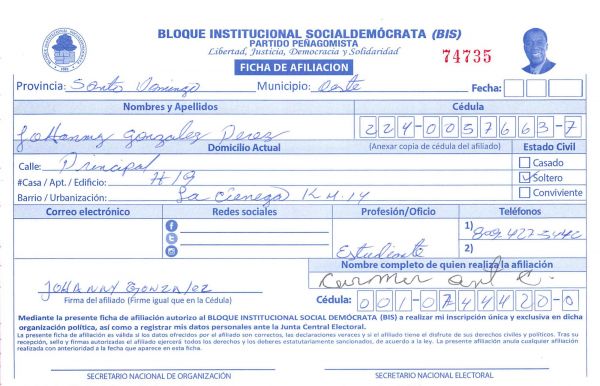 BLOQUE INSTITUCIONAL SOCIALDEMÓCRATA (BIS)
PARTIDO PEÑAGOMISTA
Libertad, Justicia, Democracia y Solidaridad
74735
FICHA DE AFILIACION
Provincia: Santo Domingo Municipio: Oeste Fecha:
Nombres y Apellidos Cédula
Johanny Gonzalez Perez 224-0057663-7
Domicilio Actual (Anexar copia de cédula del afiliado) Estado Civil
Calle: Principal Casado
#Casa / Apt. / Edificio: #19 Soltero
Barrio / Urbanización: La Cienega K M. 14 Conviviente
Correo electrónico Redes sociales Profesión/Oficio Teléfonos
1) 809.427-5440
Estudiante 2)
Nombre completo de quien realiza la afiliación
JOHANNY GONZALEZ Carmen
Firma del afiliado (Firme igual que en la Cédula) Cédula: 001-0744420-0
Mediante la presente ficha de afiliación autorizo al BLOQUE INSTITUCIONAL SOCIAL DEMÓCRATA (BIS) a realizar mi inscripción única y exclusiva en dicha
organización política, así como a registrar mis datos personales ante la Junta Central Electoral.
La presente ficha de afiliación es válida si los datos ofrecidos por el afiliado son correctos, las declaraciones veraces y si el afiliado tiene el disfrute de sus derechos civiles y políticos. Tras su
recepción, sello y firmas autorizadas el afiliado ejercerá todos los derechos y los deberes estatutariamente sancionados, de acuerdo a la ley. La presente afiliación anula cualquier afiliación
realizada con anterioridad a la fecha que aparece en esta ficha.
SECRETARIO NACIONAL DE ORGANIZACIÓN SECRETARIO NACIONAL ELECTORAL